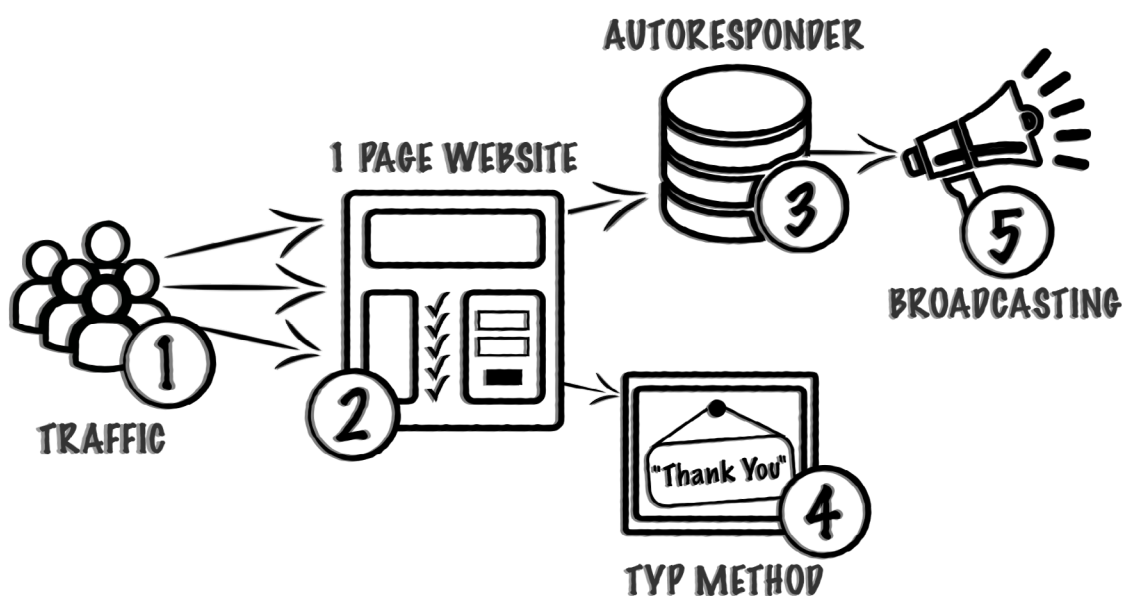 AUTORESPONDER
1 PAGE WEBSITE
3
5
BROADCASTING
1
2
TRAFFIC
"Thank You"
4
TYP METHOD